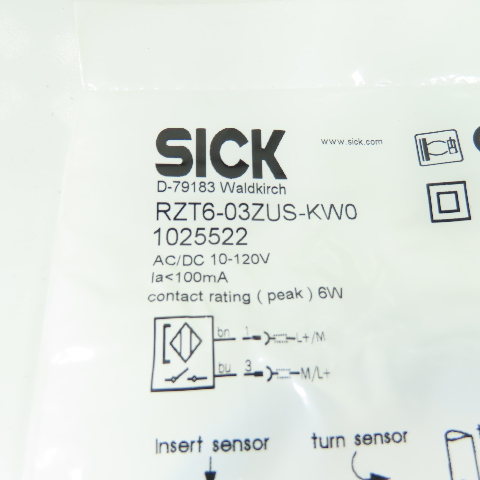 SICK
www.sick.com
D-79183 Waldkirch
RZT6-03ZUS-KW0
1025522
AC/DC 10-120V
Ia<100mA
contact rating ( peak ) 6W
bn 1 L+/M
bu 3 M/L+
Insert sensor
turn sensor